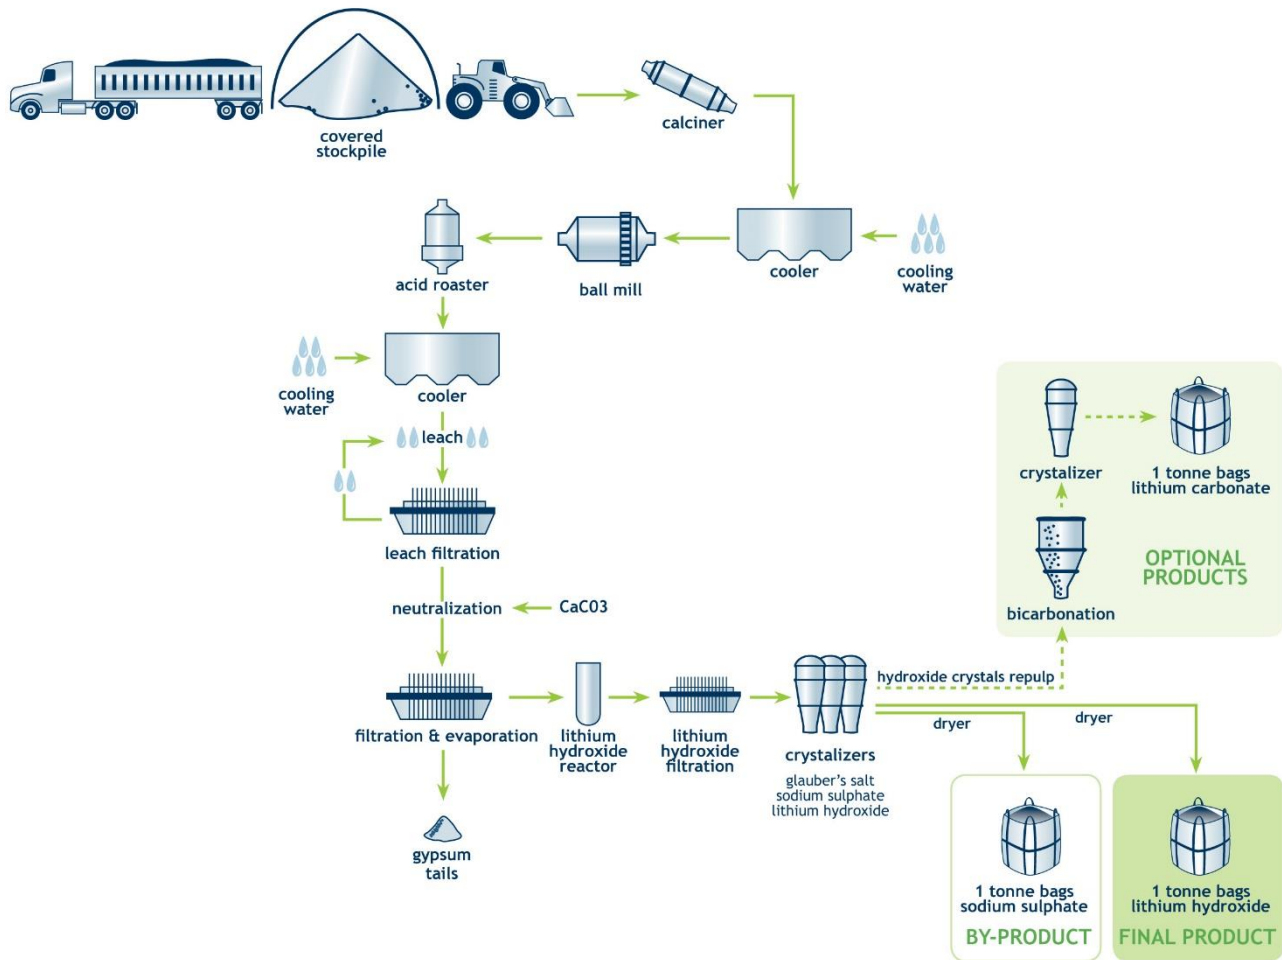 covered
stockpile
calciner
acid roaster
ball mill
cooler
cooling
water
cooling
water
cooler
leach
leach filtration
neutralization
CaC03
filtration & evaporation
lithium
hydroxide
reactor
lithium
hydroxide
filtration
crystalizers
glauber's salt
sodium sulphate
lithium hydroxide
gypsum
tails
hydroxide crystals repulp
dryer
dryer
crystalizer
1 tonne bags
lithium carbonate
OPTIONAL
PRODUCTS
bicarbonation
1 tonne bags
sodium sulphate
BY-PRODUCT
1 tonne bags
lithium hydroxide
FINAL PRODUCT